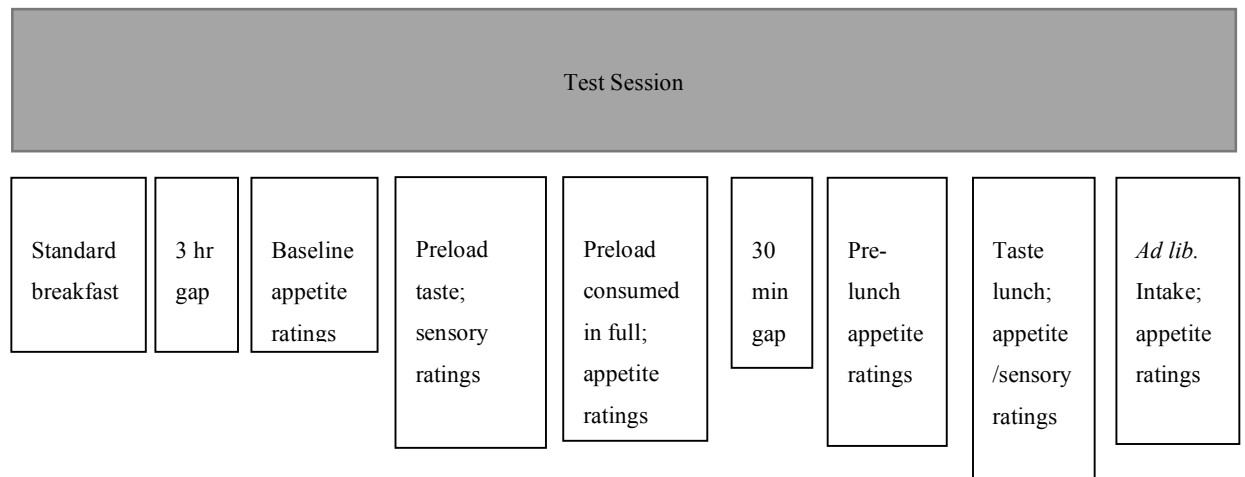 Test Session
Standard
breakfast
3 hr
gap
Baseline
appetite
ratings
Preload
taste;
sensory
ratings
Preload
consumed
in full;
appetite
ratings
30
min
gap
Pre-
lunch
appetite
ratings
Taste
lunch;
appetite
/sensory
ratings
Ad lib.
Intake;
appetite
ratings